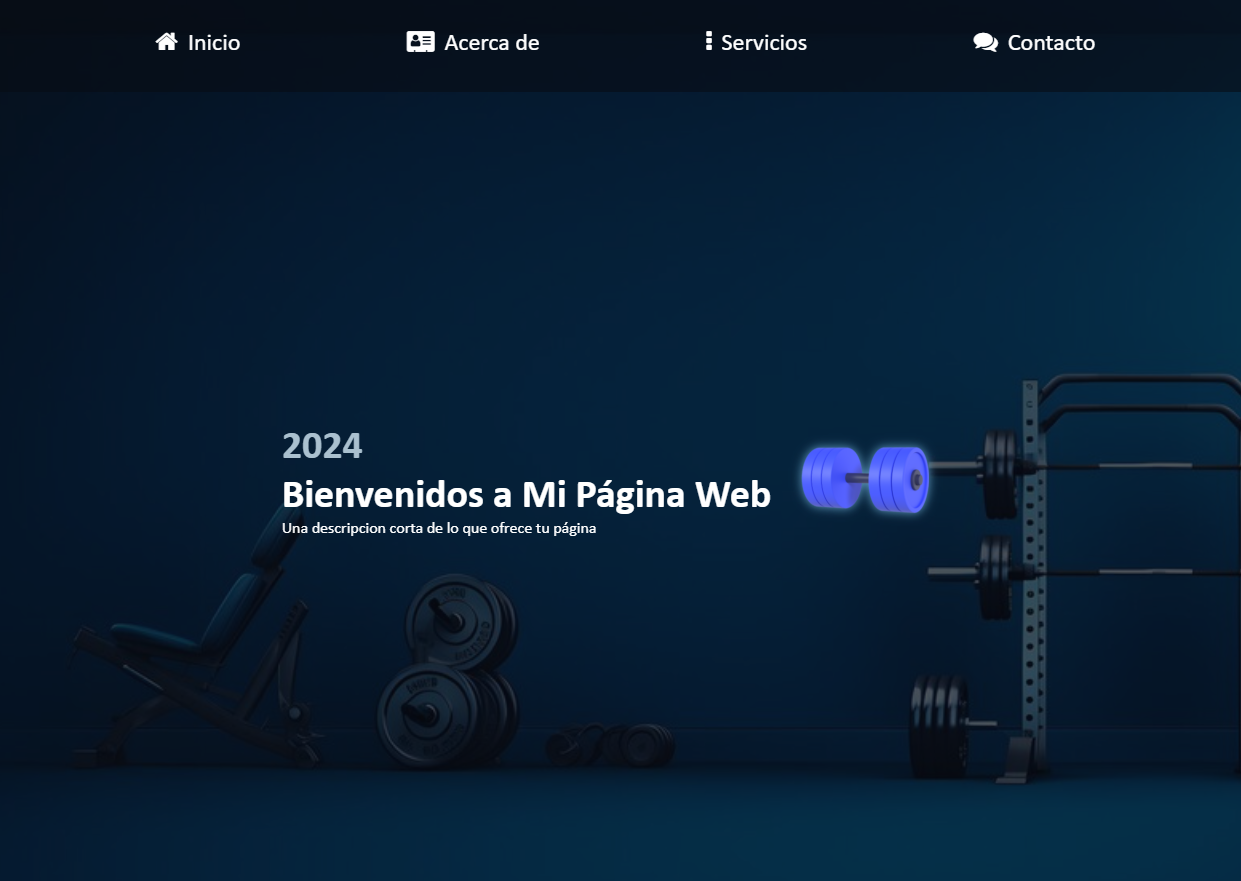 Inicio Acerca de Servicios Contacto
2024
Bienvenidos a Mi Página Web
Una descripcion corta de lo que ofrece tu página